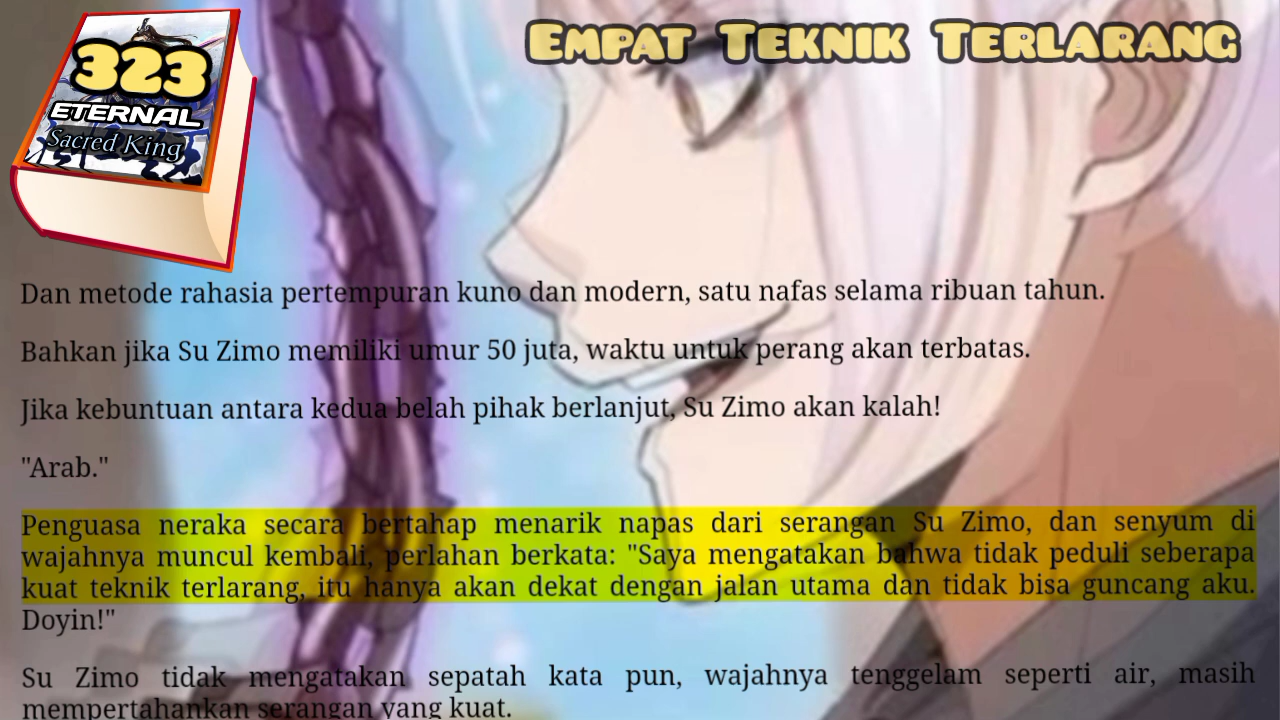 323
ETERNAL
Sacred King
Empat Teknik Terlarang
Dan metode rahasia pertempuran kuno dan modern, satu nafas selama ribuan tahun.
Bahkan jika Su Zimo memiliki umur 50 juta, waktu untuk perang akan terbatas.
Jika kebuntuan antara kedua belah pihak berlanjut, Su Zimo akan kalah!
"Arab."
Penguasa neraka secara bertahap menarik napas dari serangan Su Zimo, dan senyum di
wajahnya muncul kembali, perlahan berkata: "Saya mengatakan bahwa tidak peduli seberapa
kuat teknik terlarang, itu hanya akan dekat dengan jalan utama dan tidak bisa guncang aku.
Doyin!"
Su Zimo tidak mengatakan sepatah kata pun, wajahnya tenggelam seperti air, masih
mempertahankan serangan yang kuat.